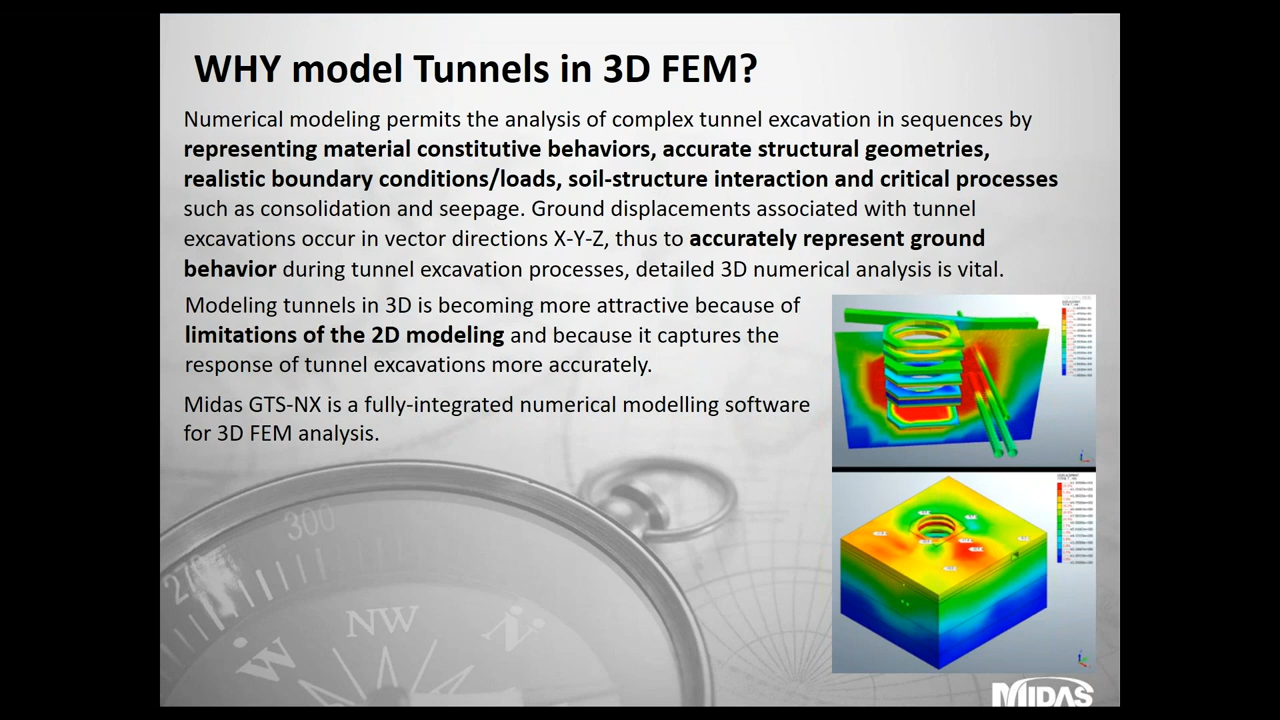 WHY model Tunnels in 3D FEM?
Numerical modeling permits the analysis of complex tunnel excavation in sequences by
representing material constitutive behaviors, accurate structural geometries,
realistic boundary conditions/loads, soil-structure interaction and critical processes
such as consolidation and seepage. Ground displacements associated with tunnel
excavations occur in vector directions X-Y-Z, thus to accurately represent ground
behavior during tunnel excavation processes, detailed 3D numerical analysis is vital.
Modeling tunnels in 3D is becoming more attractive because of
limitations of the 2D modeling and because it captures the
response of tunnel excavations more accurately.
Midas GTS-NX is a fully-integrated numerical modelling software
for 3D FEM analysis.
300
270
NW
W
N
MIDAS